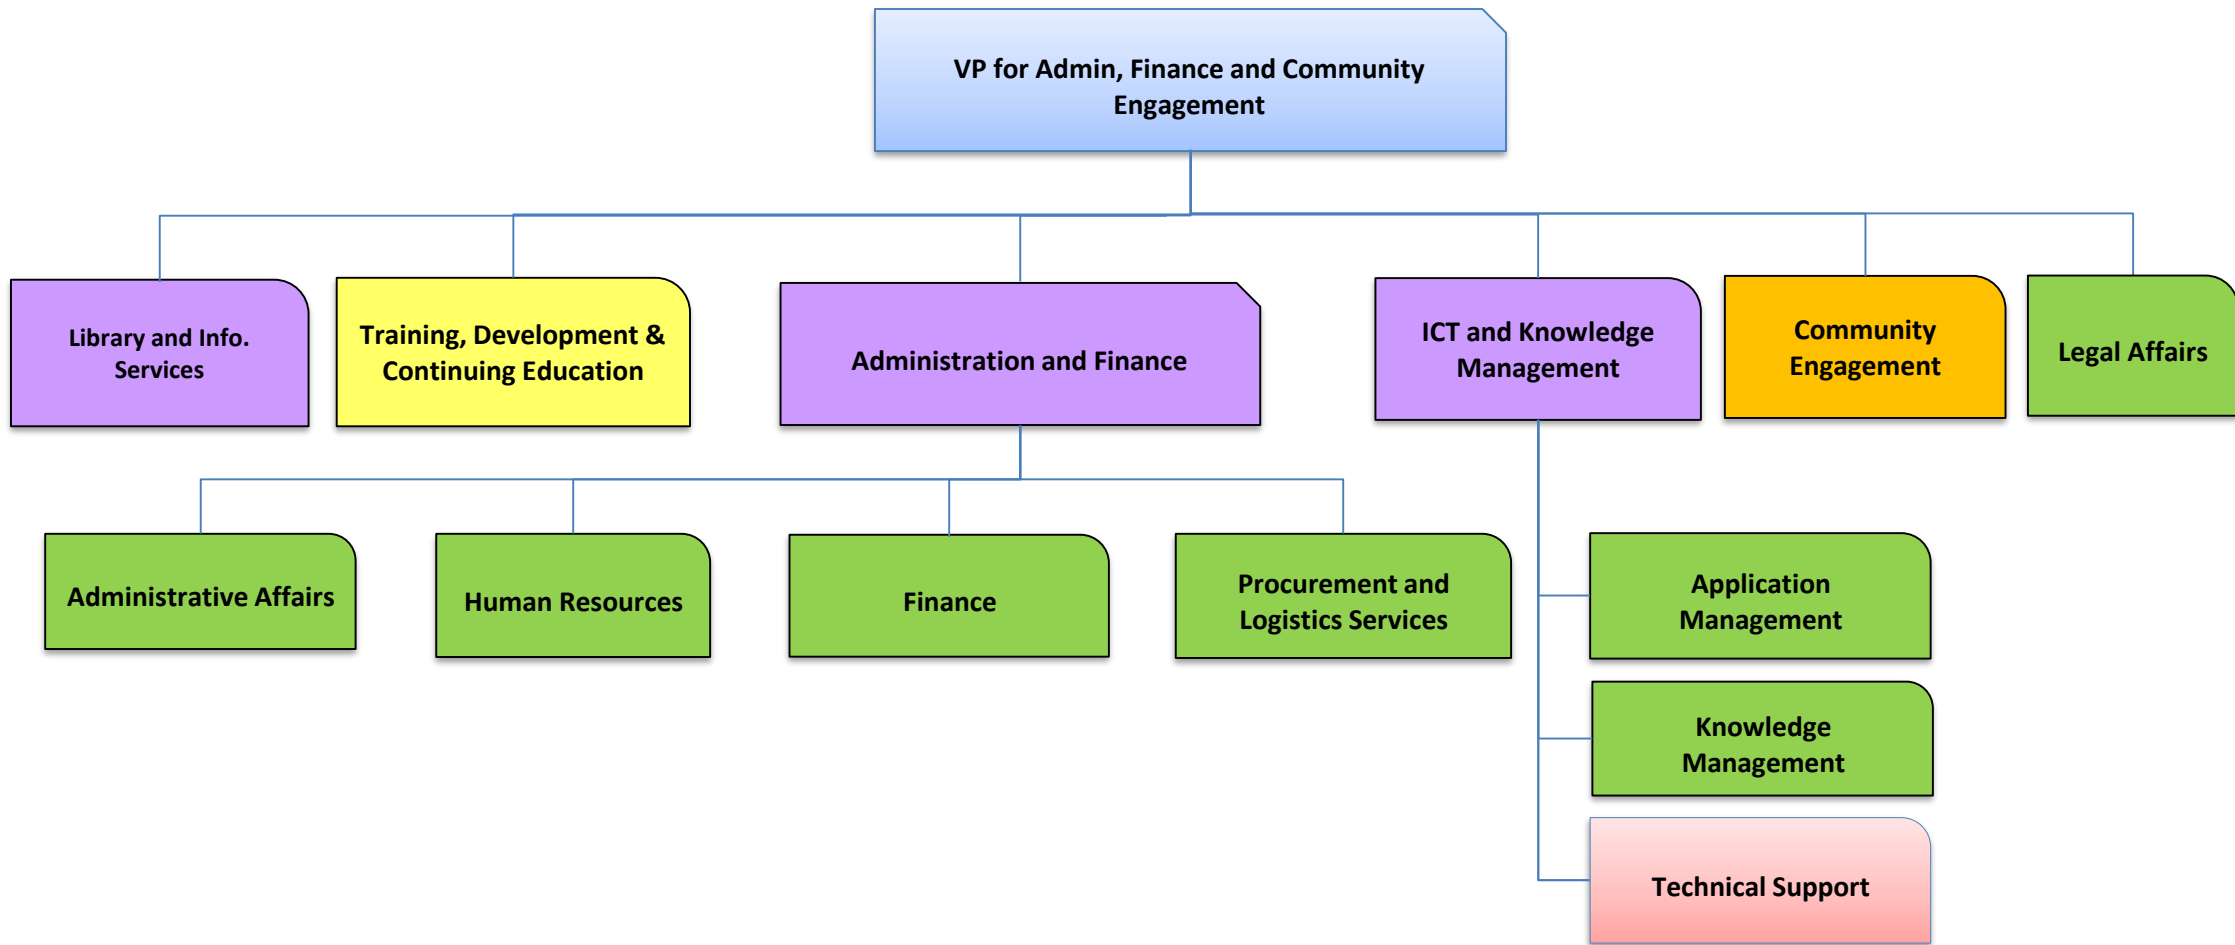 VP for Admin, Finance and Community
Engagement
Library and Info.
Services
Training, Development &
Continuing Education
Administration and Finance
ICT and Knowledge
Management
Community
Engagement
Legal Affairs
Administrative Affairs
Human Resources
Finance
Procurement and
Logistics Services
Application
Management
Knowledge
Management
Technical Support